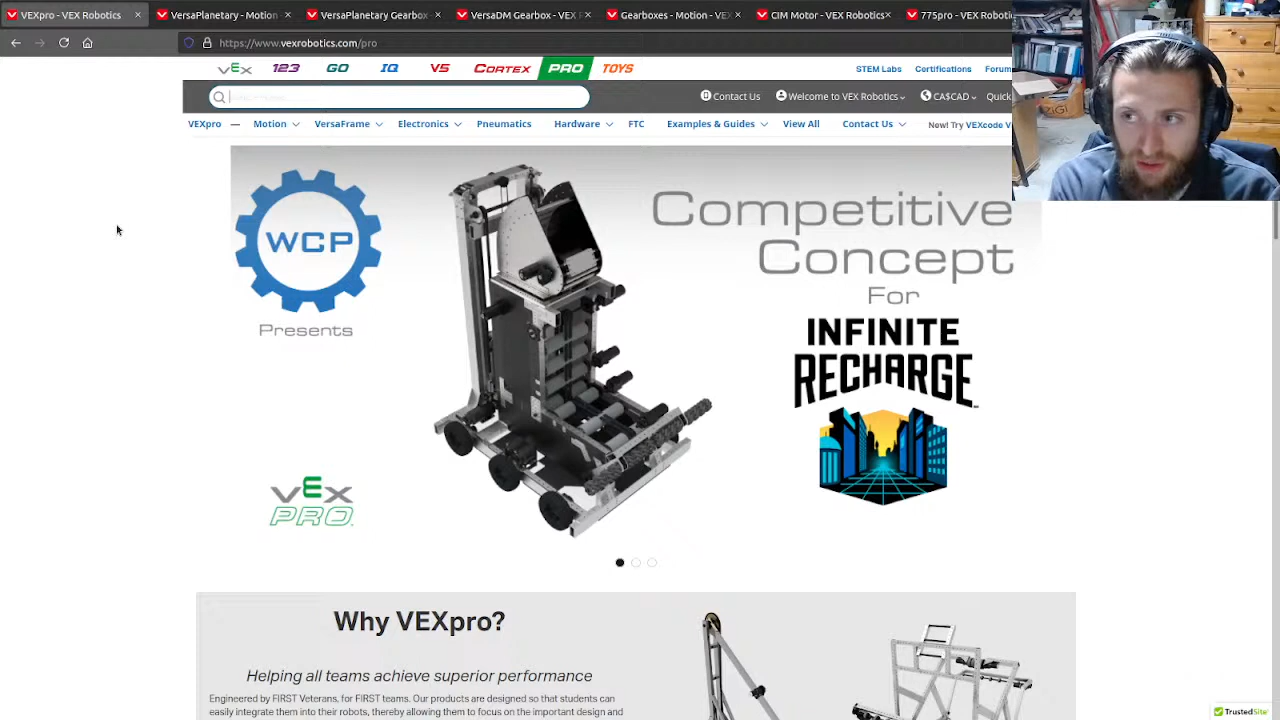 VEXpro - VEX Robotics
VersaPlanetary - Motion
VersaPlanetary Gearbox
VersaDM Gearbox - VEX
Gearboxes - Motion - VEX
CIM Motor - VEX Robotics
775pro - VEX Roboti
https://www.vexrobotics.com/pro
VEX 123 GO IQ V5 CORTEX PRO TOYS
STEM Labs Certifications Forum
Contact Us Welcome to VEX Robotics CA$CAD Quick
VEXpro — Motion VersaFrame Electronics Pneumatics Hardware FTC Examples & Guides View All Contact Us New! Try VEXcode V
WCP
Presents
Competitive
Concept
For
INFINITE
RECHARGE
VEX
PRO
Why VEXpro?
Helping all teams achieve superior performance
Engineered by FIRST Veterans, for FIRST teams. Our products are designed so that students can
easily integrate them into their robots, thereby allowing them to focus on the important design and
TrustedSite